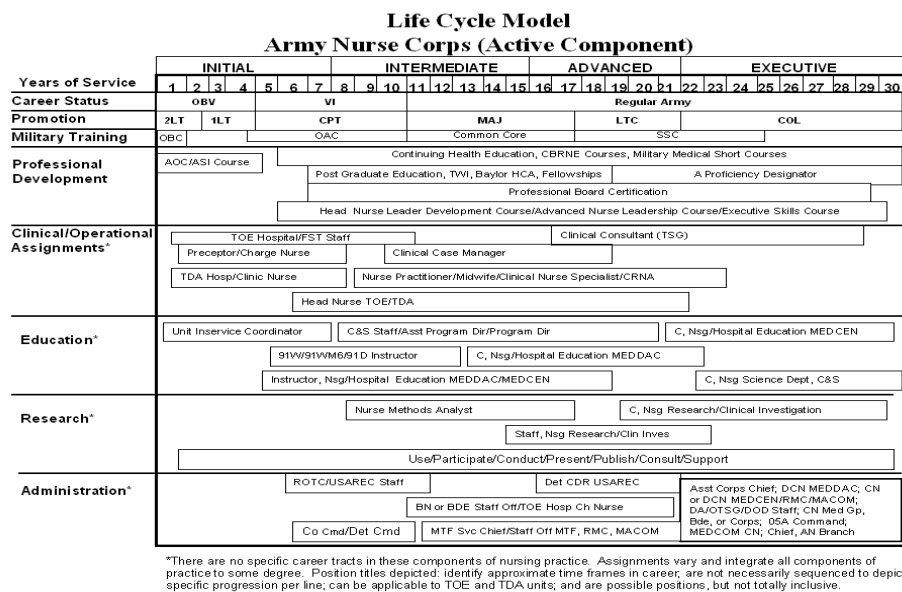 Life Cycle Model
Army Nurse Corps (Active Component)
INITIAL INTERMEDIATE ADVANCED EXECUTIVE
Years of Service 1 2 3 4 5 6 7 8 9 10 11 12 13 14 15 16 17 18 19 20 21 22 23 24 25 26 27 28 29 30
Career Status OBV VI Regular Army
Promotion 2LT 1LT CPT MAJ LTC COL
Military Training OBC OAC Common Core SSC
Professional
Development
AOC/ASI Course
Continuing Health Education, CBRNE Courses, Military Medical Short Courses
Post Graduate Education, TWI, Baylor HCA, Fellowships
A Proficiency Designator
Professional Board Certification
Head Nurse Leader Development Course/Advanced Nurse Leadership Course/Executive Skills Course
Clinical/Operational
Assignments*
TOE Hospital/FST Staff
Clinical Consultant (TSG)
Preceptor/Charge Nurse
Clinical Case Manager
TDA Hosp/Clinic Nurse
Nurse Practitioner/Midwife/Clinical Nurse Specialist/CRNA
Head Nurse TOE/TDA
Education*
Unit Inservice Coordinator
C&S Staff/Asst Program Dir/Program Dir
C, Nsg/Hospital Education MEDCEN
91W/91WM6/91D Instructor
C, Nsg/Hospital Education MEDDAC
Instructor, Nsg/Hospital Education MEDDAC/MEDCEN
C, Nsg Science Dept, C&S
Research*
Nurse Methods Analyst
C, Nsg Research/Clinical Investigation
Staff, Nsg Research/Clin Inves
Use/Participate/Conduct/Present/Publish/Consult/Support
Administration*
ROTC/USAREC Staff
Det CDR USAREC
BN or BDE Staff Off/TOE Hosp Ch Nurse
Co Cmd/Det Cmd
MTF Svc Chief/Staff Off MTF, RMC, MACOM
Asst Corps Chief; DCN MEDDAC; CN
or DCN MEDCEN/RMC/MACOM;
DA/OTSG/DOD Staff; CN Med Gp,
Bde, or Corps; 05A Command;
MEDCOM CN; Chief, AN Branch
*There are no specific career tracts in these components of nursing practice. Assignments vary and integrate all components of
practice to some degree. Position titles depicted: identify approximate time frames in career, are not necessarily sequenced to depic
specific progression per line; can be applicable to TOE and TDA units; and are possible positions, but not totally inclusive.